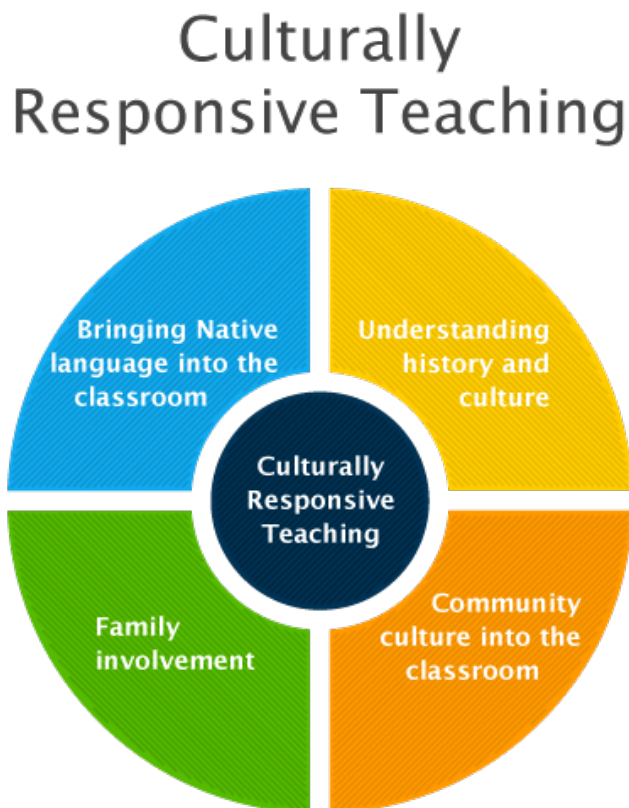 Culturally
Responsive Teaching
Bringing Native
language into the
classroom
Understanding
history and
culture
Culturally
Responsive
Teaching
Family
involvement
Community
culture into the
classroom